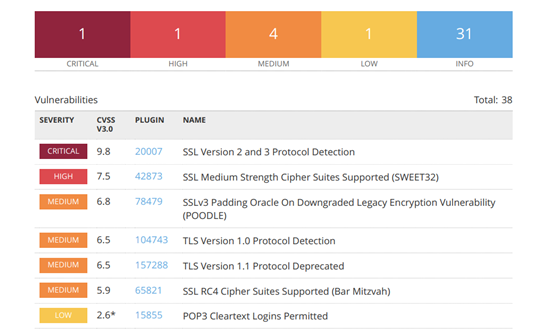 1 1 4 1 31
CRITICAL HIGH MEDIUM LOW INFO
Vulnerabilities Total: 38
SEVERITY CVSS V3.0 PLUGIN NAME
CRITICAL 9.8 20007 SSL Version 2 and 3 Protocol Detection
HIGH 7.5 42873 SSL Medium Strength Cipher Suites Supported (SWEET32)
MEDIUM 6.8 78479 SSLv3 Padding Oracle On Downgraded Legacy Encryption Vulnerability
(POODLE)
MEDIUM 6.5 104743 TLS Version 1.0 Protocol Detection
MEDIUM 6.5 157288 TLS Version 1.1 Protocol Deprecated
MEDIUM 5.9 65821 SSL RC4 Cipher Suites Supported (Bar Mitzvah)
LOW 2.6* 15855 POP3 Cleartext Logins Permitted